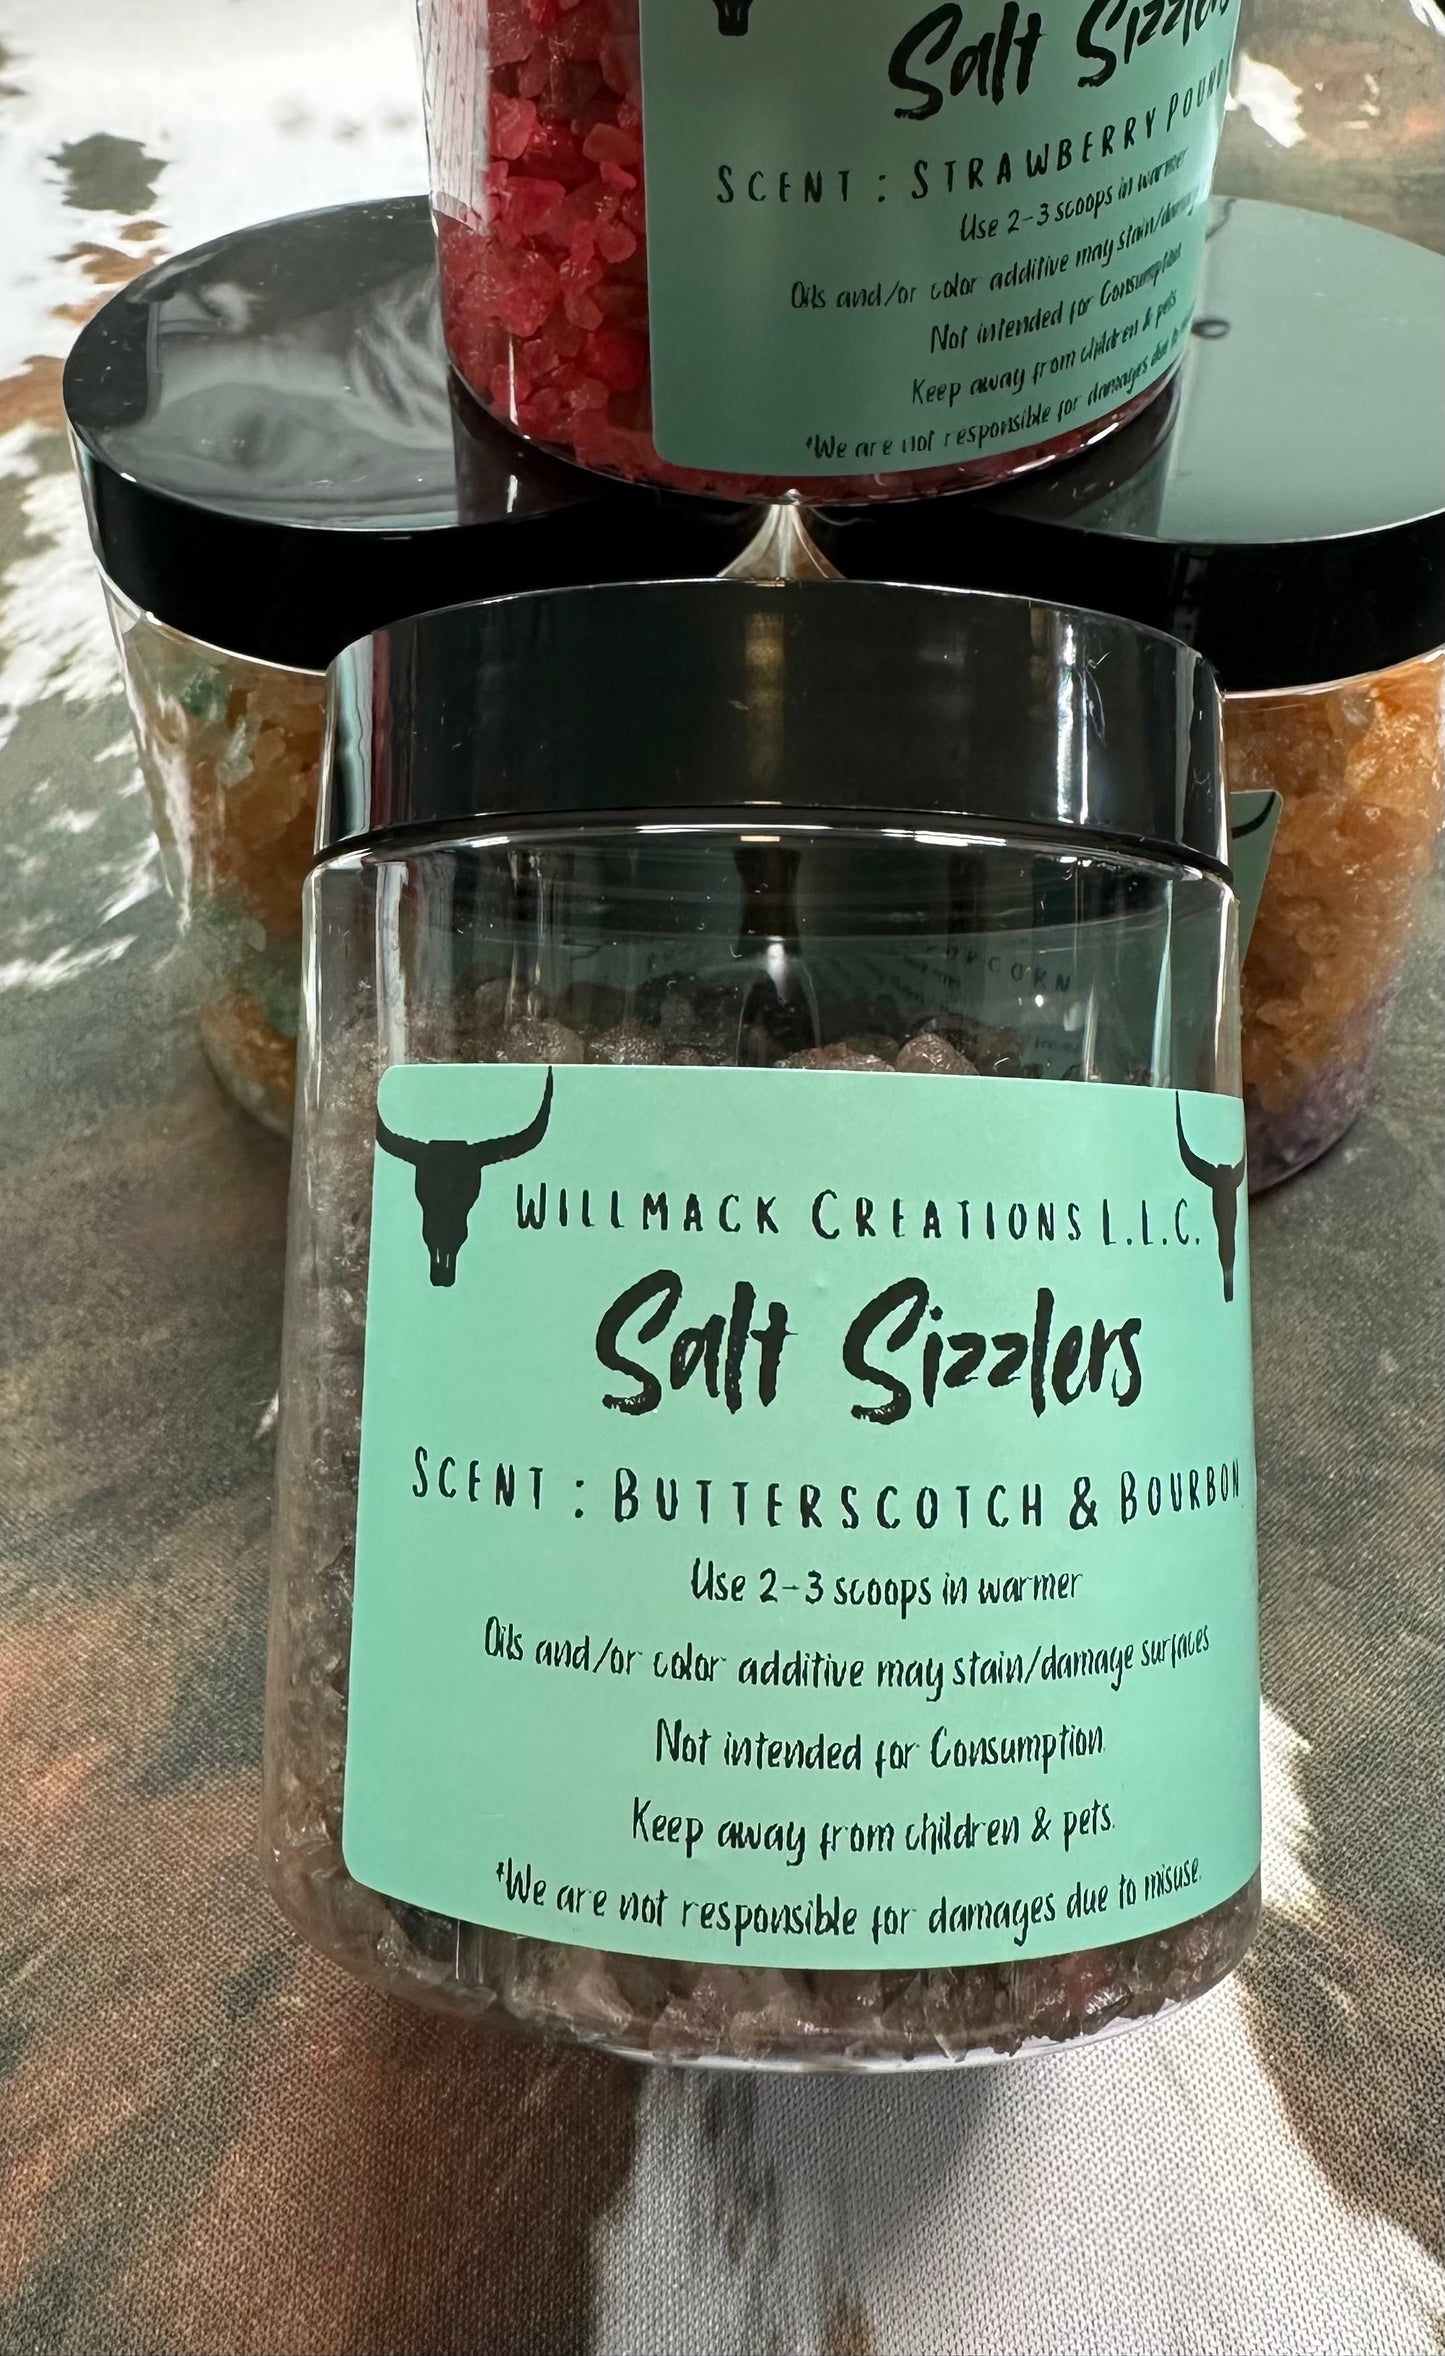 Salt Sizzlers
SCENT : STRAWBERRY POUND
Use 2-3 scoops in warmer
Oils and/or color additive may stain/damage
Not intended for Consumption
Keep away from children & pets
*We are not responsible for damages due to
ORCORN
WILLMACK CREATIONS L.L.C.
Salt Sizzlers
SCENT : BUTTERSCOTCH & BOURBON
Use 2-3 scoops in warmer
Oils and/or color additive may stain/damage surfaces
Not intended for Consumption.
Keep away from children & pets.
*We are not responsible for damages due to misuse.